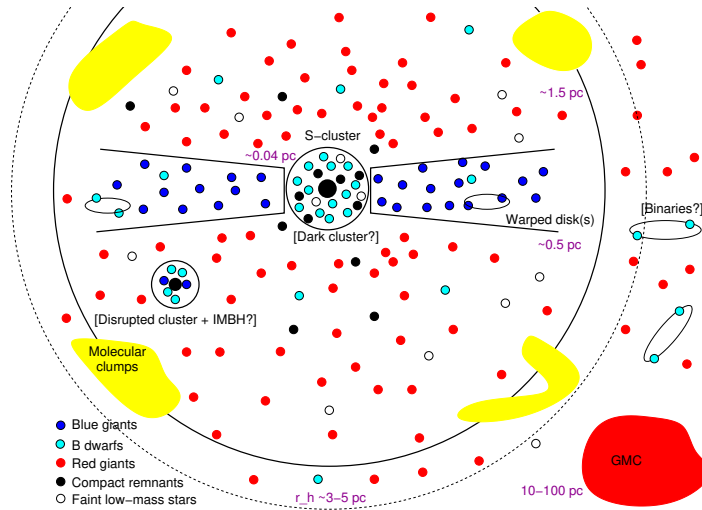 ~1.5 pc
S-cluster
~0.04 pc
Warped disk(s)
[Binaries?]
[Dark cluster?]
~0.5 pc
[Disrupted cluster + IMBH?]
Molecular
clumps
Blue giants
B dwarfs
Red giants
Compact remnants
Faint low-mass stars
GMC
r_h ~3-5 pc
10-100 pc